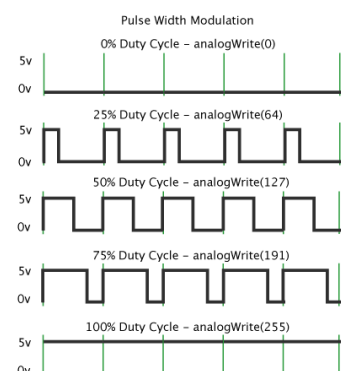 Pulse Width Modulation
0% Duty Cycle – analogWrite(0)
5v
0v
25% Duty Cycle – analogWrite(64)
5v
0v
50% Duty Cycle – analogWrite(127)
5v
0v
75% Duty Cycle – analogWrite(191)
5v
0v
100% Duty Cycle – analogWrite(255)
5v
0v